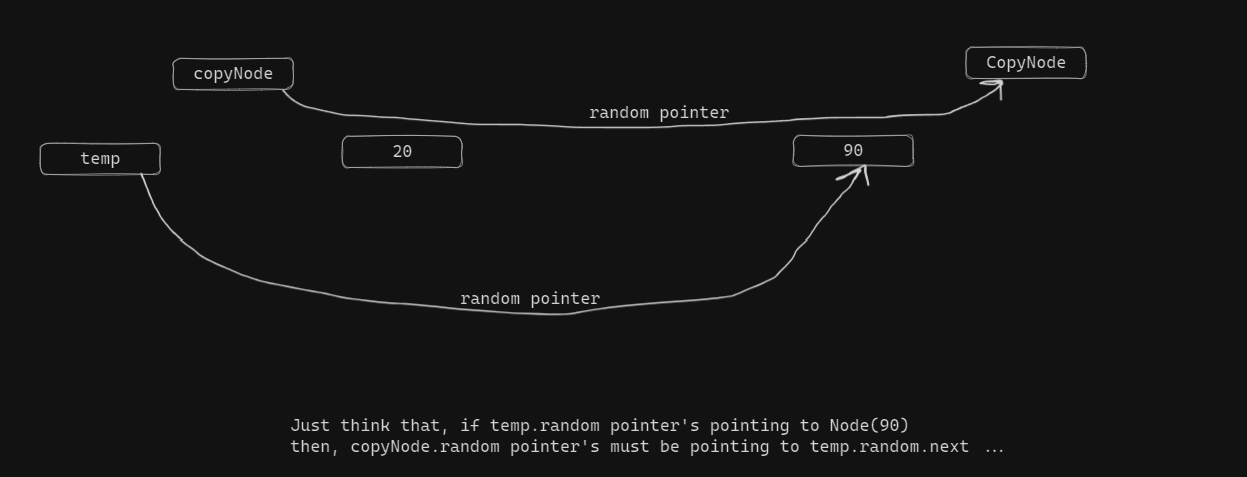 copyNode
CopyNode
random pointer
temp
20
90
random pointer
Just think that, if temp.random pointer's pointing to Node(90)
then, copyNode.random pointer's must be pointing to temp.random.next ...